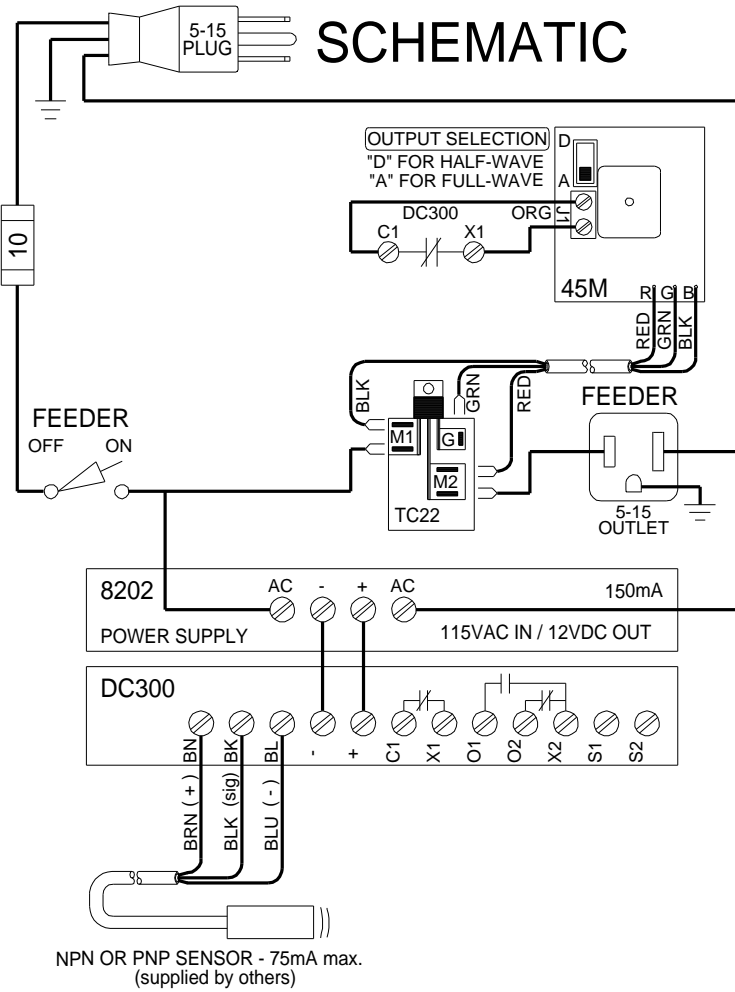 5-15
PLUG
SCHEMATIC
OUTPUT SELECTION
"D" FOR HALF-WAVE
"A" FOR FULL-WAVE
D
A
DC300
ORG
J1
C1
X1
10
45M
R G B
RED
GRN
BLK
BLK
GRN
RED
FEEDER
OFF
ON
M1
G
M2
TC22
FEEDER
5-15
OUTLET
8202
AC
-
+
AC
150mA
POWER SUPPLY
115VAC IN / 12VDC OUT
DC300
BN
BK
BL
-
+
C1
X1
O1
O2
X2
S1
S2
BRN ( + )
BLK (sig)
BLU ( - )
NPN OR PNP SENSOR - 75mA max.
(supplied by others)